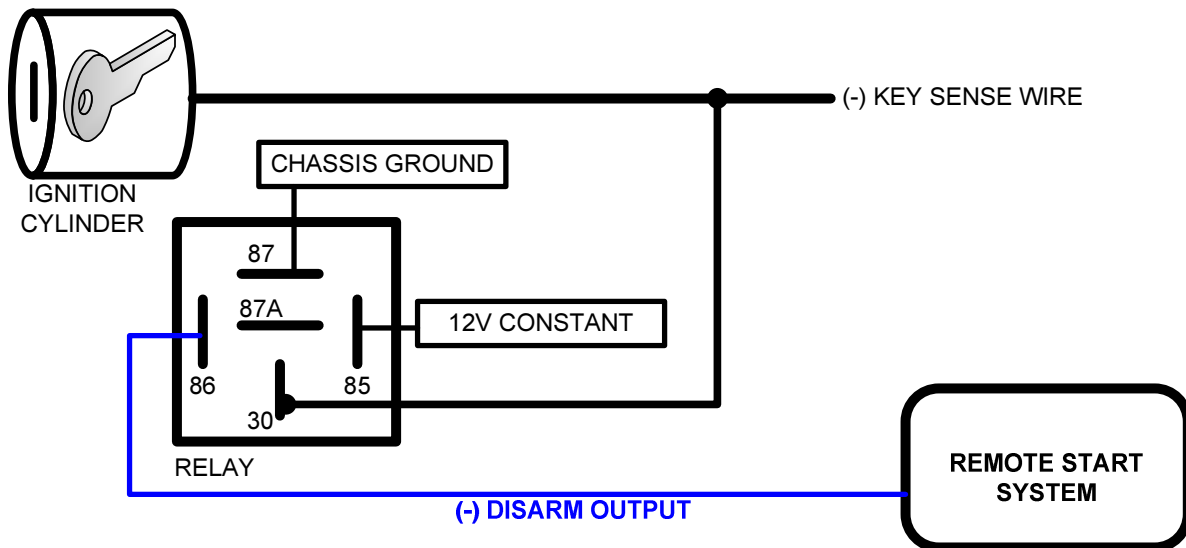 (-) KEY SENSE WIRE
CHASSIS GROUND
IGNITION
CYLINDER
87
87A
12V CONSTANT
86
85
30
RELAY
REMOTE START
SYSTEM
(-) DISARM OUTPUT